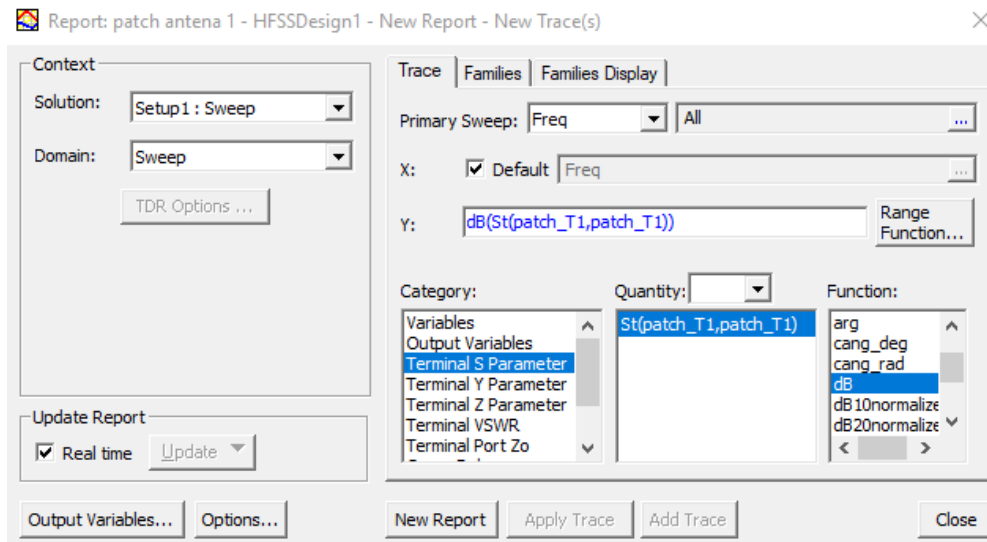 Report: patch antena 1 - HFSSDesign1 - New Report - New Trace(s)
Context
Solution: Setup1 : Sweep
Domain: Sweep
TDR Options ...
Update Report
Real time Update
Output Variables... Options...
Trace Families Families Display
Primary Sweep: Freq All ...
X: Default Freq ...
Y: dB(St(patch_T1,patch_T1)) Range Function...
Category:
Variables
Output Variables
Terminal S Parameter
Terminal Y Parameter
Terminal Z Parameter
Terminal VSWR
Terminal Port Zo
Quantity:
St(patch_T1,patch_T1)
Function:
arg
cang_deg
cang_rad
dB
dB10normalize
dB20normalize
New Report Apply Trace Add Trace Close